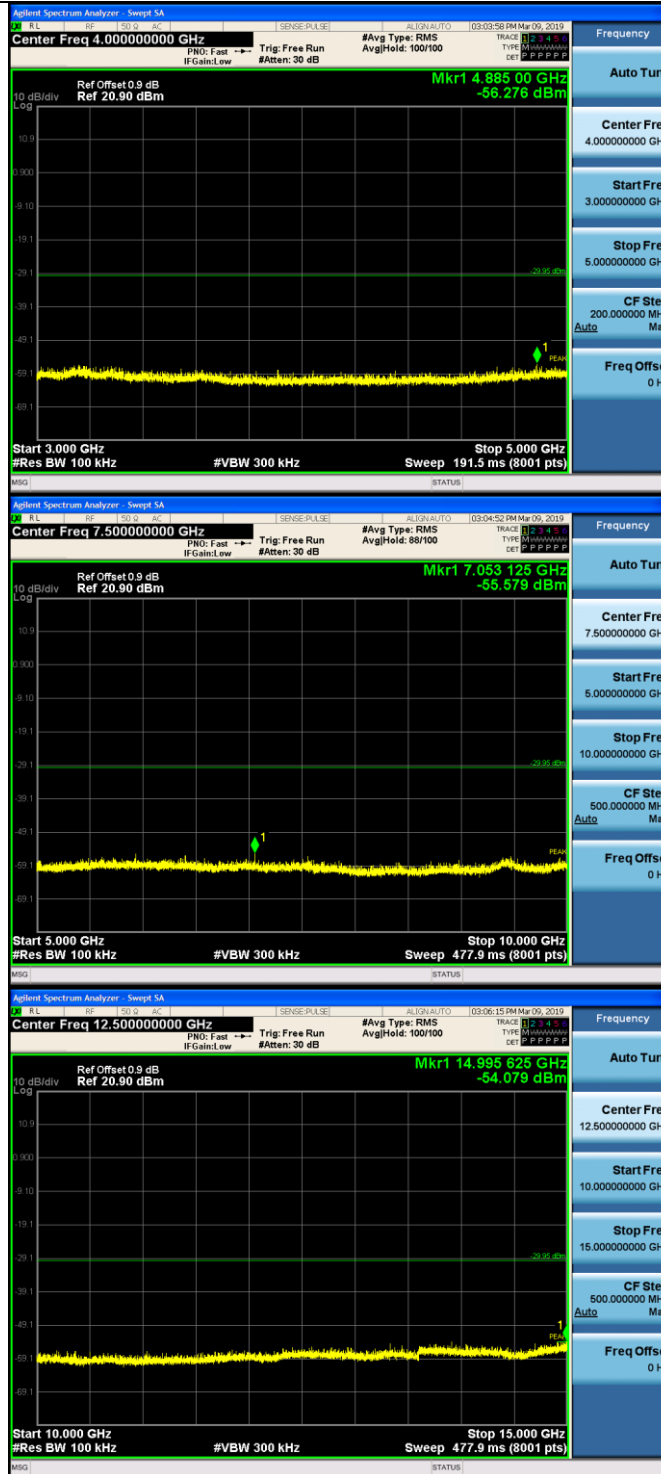 Agilent Spectrum Analyzer - Swept SA
RL RF 50 Ω AC SENSE:PULSE ALIGNAUTO 03:03:58 PM Mar 09, 2019
Center Freq 4.000000000 GHz
PNO: Fast
IFGain:Low
Trig: Free Run
#Atten: 30 dB
#Avg Type: RMS
Avg|Hold: 100/100
TRACE 1 2 3 4 5 6
TYPE M
DET P P P P P P
Frequency
Mkr1 4.885 00 GHz
-56.276 dBm
Ref Offset 0.9 dB
10 dB/div Ref 20.90 dBm
Log
10.9
0.900
-9.10
-19.1
-29.1
-29.95 dBm
-39.1
-49.1
1
PEAK
-59.1
-69.1
Start 3.000 GHz Stop 5.000 GHz
#Res BW 100 kHz #VBW 300 kHz Sweep 191.5 ms (8001 pts)
MSG STATUS
Auto Tun
Center Fre
4.000000000 GH
Start Fre
3.000000000 GH
Stop Fre
5.000000000 GH
CF Ste
200.000000 MH
Auto Ma
Freq Offse
0 H
Agilent Spectrum Analyzer - Swept SA
RL RF 50 Ω AC SENSE:PULSE ALIGNAUTO 03:04:52 PM Mar 09, 2019
Center Freq 7.500000000 GHz
PNO: Fast
IFGain:Low
Trig: Free Run
#Atten: 30 dB
#Avg Type: RMS
Avg|Hold: 88/100
TRACE 1 2 3 4 5 6
TYPE M
DET P P P P P P
Frequency
Mkr1 7.053 125 GHz
-55.579 dBm
Ref Offset 0.9 dB
10 dB/div Ref 20.90 dBm
Log
10.9
0.900
-9.10
-19.1
-29.1
-29.95 dBm
-39.1
-49.1
1
PEAK
-59.1
-69.1
Start 5.000 GHz Stop 10.000 GHz
#Res BW 100 kHz #VBW 300 kHz Sweep 477.9 ms (8001 pts)
MSG STATUS
Auto Tun
Center Fre
7.500000000 GH
Start Fre
5.000000000 GH
Stop Fre
10.000000000 GH
CF Ste
500.000000 MH
Auto Ma
Freq Offse
0 H
Agilent Spectrum Analyzer - Swept SA
RL RF 50 Ω AC SENSE:PULSE ALIGNAUTO 03:06:15 PM Mar 09, 2019
Center Freq 12.500000000 GHz
PNO: Fast
IFGain:Low
Trig: Free Run
#Atten: 30 dB
#Avg Type: RMS
Avg|Hold: 100/100
TRACE 1 2 3 4 5 6
TYPE M
DET P P P P P P
Frequency
Mkr1 14.995 625 GHz
-54.079 dBm
Ref Offset 0.9 dB
10 dB/div Ref 20.90 dBm
Log
10.9
0.900
-9.10
-19.1
-29.1
-29.95 dBm
-39.1
-49.1
1
PEAK
-59.1
-69.1
Start 10.000 GHz Stop 15.000 GHz
#Res BW 100 kHz #VBW 300 kHz Sweep 477.9 ms (8001 pts)
MSG STATUS
Auto Tun
Center Fre
12.500000000 GH
Start Fre
10.000000000 GH
Stop Fre
15.000000000 GH
CF Ste
500.000000 MH
Auto Ma
Freq Offse
0 H